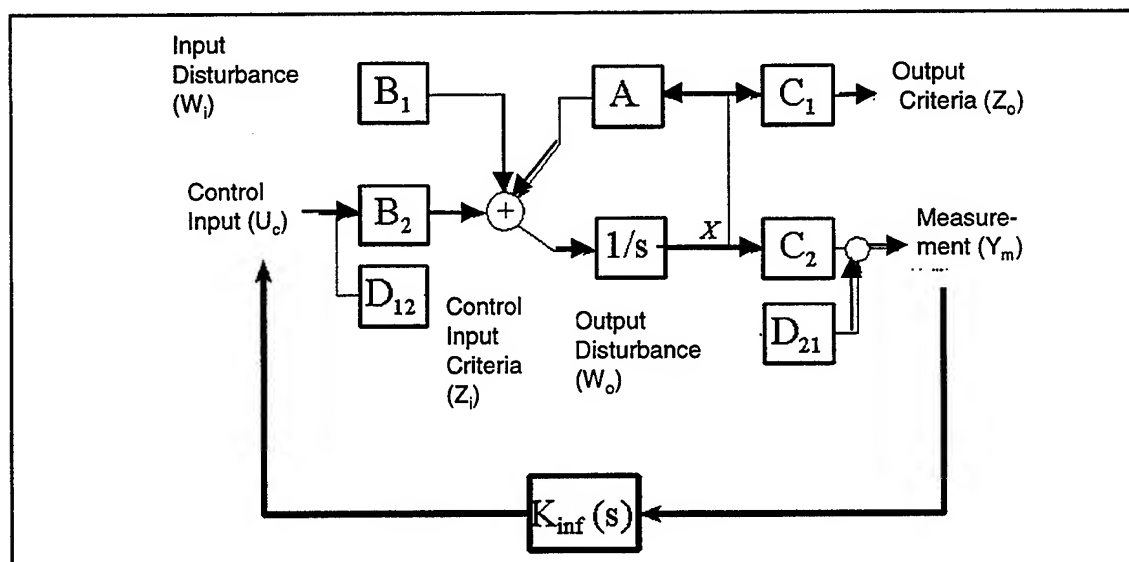 Input
Disturbance
(Wi)
B1
A
C1
Output
Criteria (Zo)
Control
Input (Uc)
B2
+
1/s
X
C2
Measure-
ment (Ym)
D12
Control
Input
Criteria
(Zi)
Output
Disturbance
(Wo)
D21
Kinf (s)